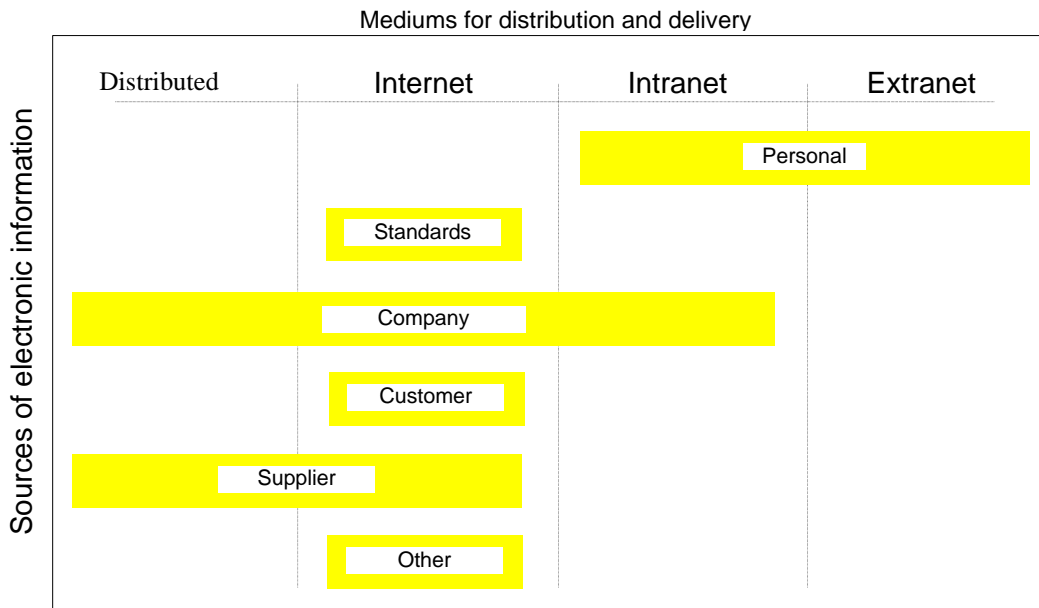 Mediums for distribution and delivery
Distributed Internet Intranet Extranet
Sources of electronic information
Personal
Standards
Company
Customer
Supplier
Other